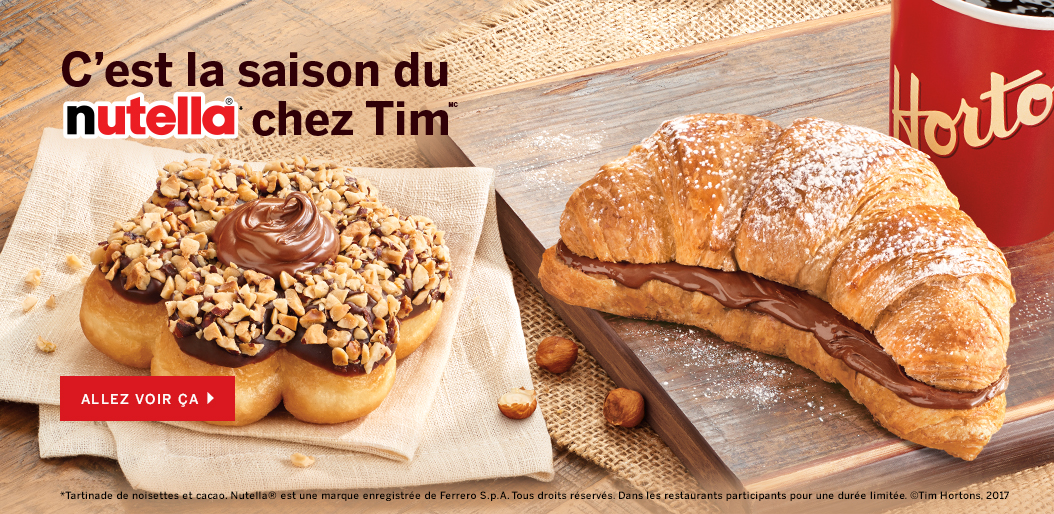 C’est la saison du
nutella®* chez Tim MC
Horto
ALLEZ VOIR ÇA
*Tartinade de noisettes et cacao. Nutella® est une marque enregistrée de Ferrero S.p.A. Tous droits réservés. Dans les restaurants participants pour une durée limitée. ©Tim Hortons, 2017